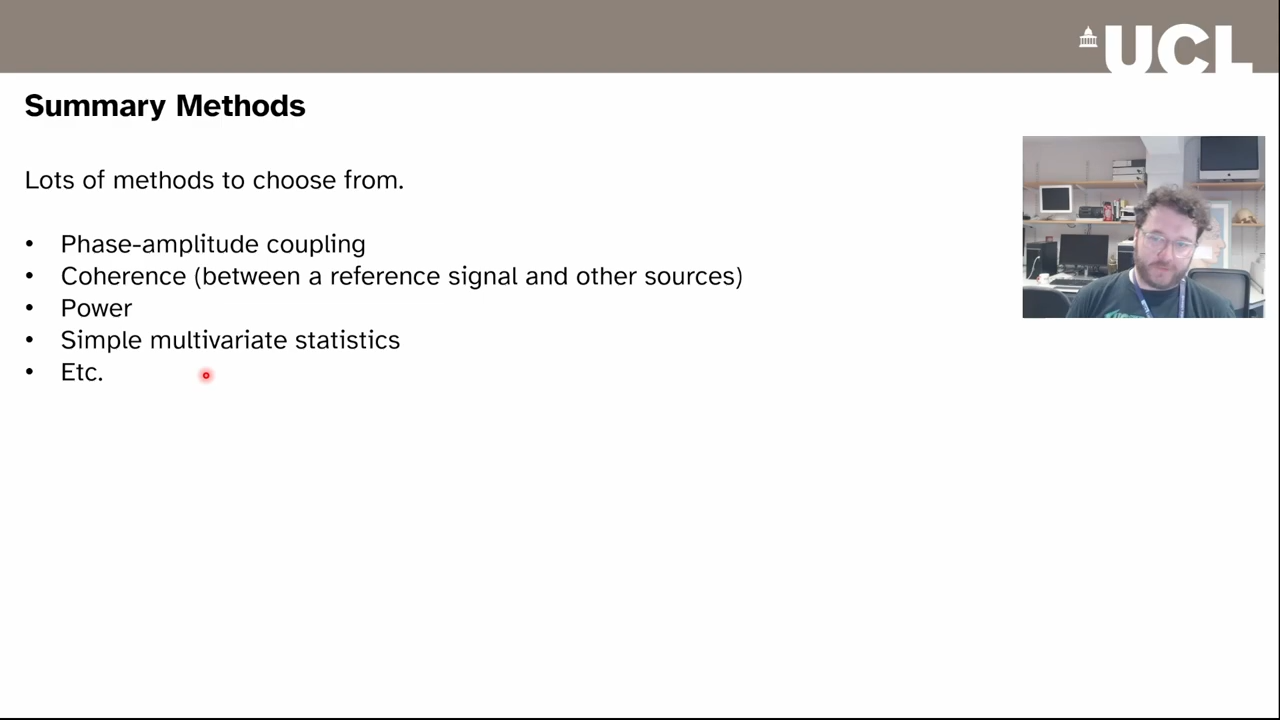 UCL
Summary Methods
Lots of methods to choose from.
• Phase-amplitude coupling
• Coherence (between a reference signal and other sources)
• Power
• Simple multivariate statistics
• Etc.